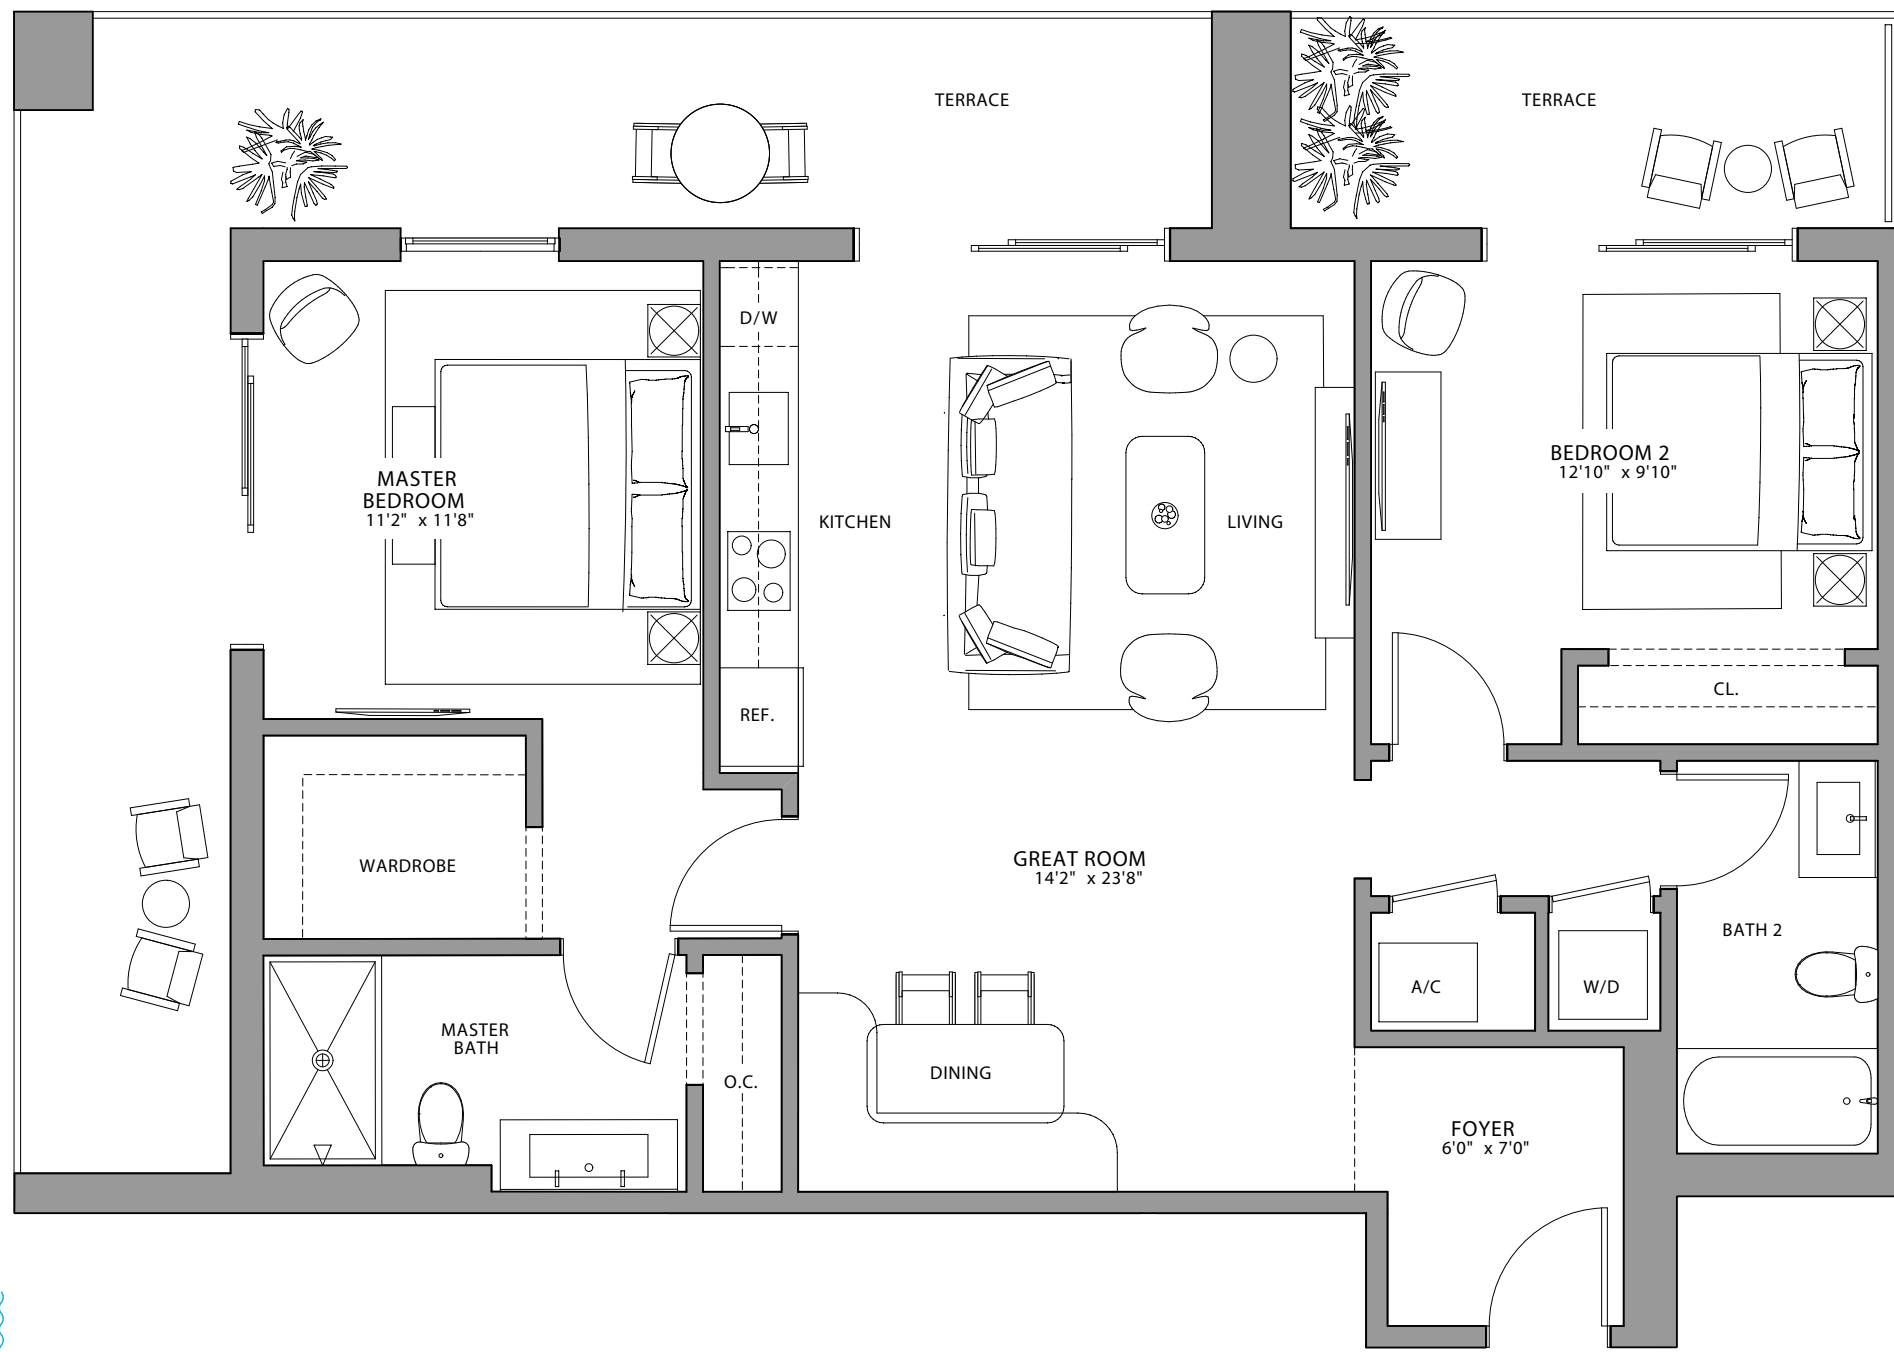 TERRACE
TERRACE
D/W
MASTER
BEDROOM
11'2" x 11'8"
KITCHEN
LIVING
BEDROOM 2
12'10" x 9'10"
CL.
REF.
WARDROBE
GREAT ROOM
14'2" x 23'8"
BATH 2
A/C
W/D
MASTER
BATH
O.C.
DINING
FOYER
6'0" x 7'0"